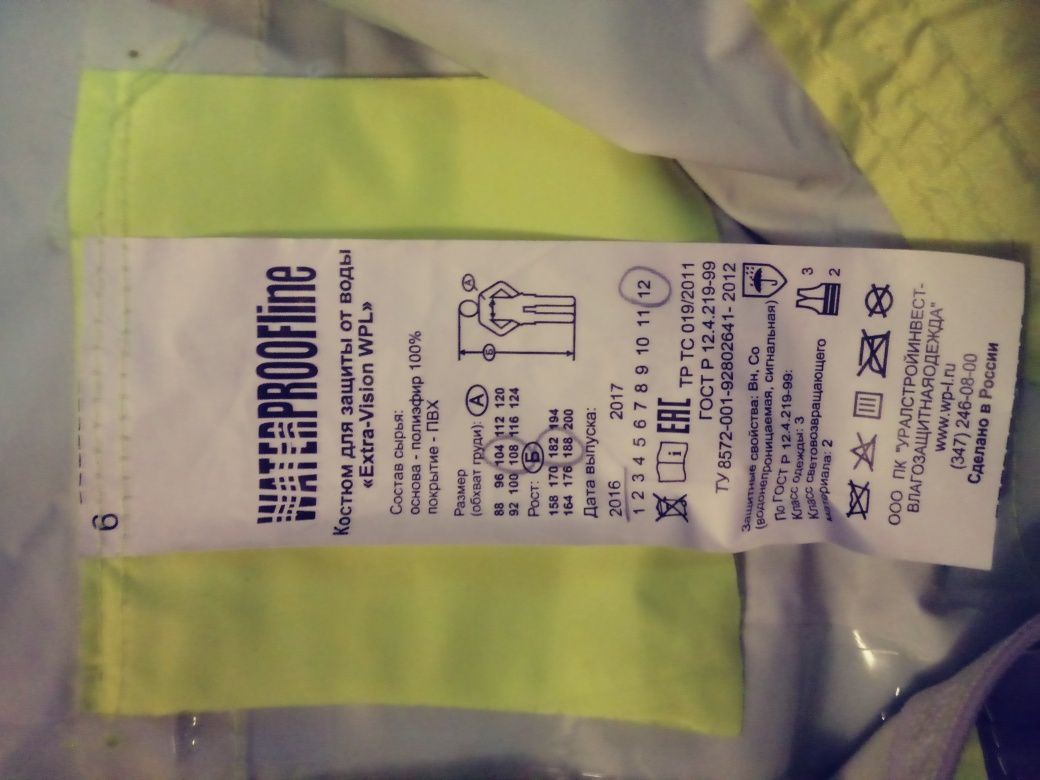 6
WATERPROOFline
Костюм для защиты от воды
«Extra-Vision WPL»
Состав сырья:
основа - полиэфир 100%
покрытие - ПВХ
Размер
(обхват груди): А
88 96 104 112 120
92 100 108 116 124
Рост: Б
158 170 182 194
164 176 188 200
А
Б
Дата выпуска:
2016 2017
1 2 3 4 5 6 7 8 9 10 11 12
EAC ТР ТС 019/2011
ГОСТ Р 12.4.219-99
ТУ 8572-001-92802641- 2012
Защитные свойства: Вн, Со
(водонепроницаемая, сигнальная)
По ГОСТ Р 12.4.219-99:
Класс одежды: 3
Класс световозвращающего
материала: 2
3
2
ООО ПК "УРАЛСТРОЙИНВЕСТ-
ВЛАГОЗАЩИТНАЯОДЕЖДА"
www.wp-l.ru
(347) 246-08-00
Сделано в России